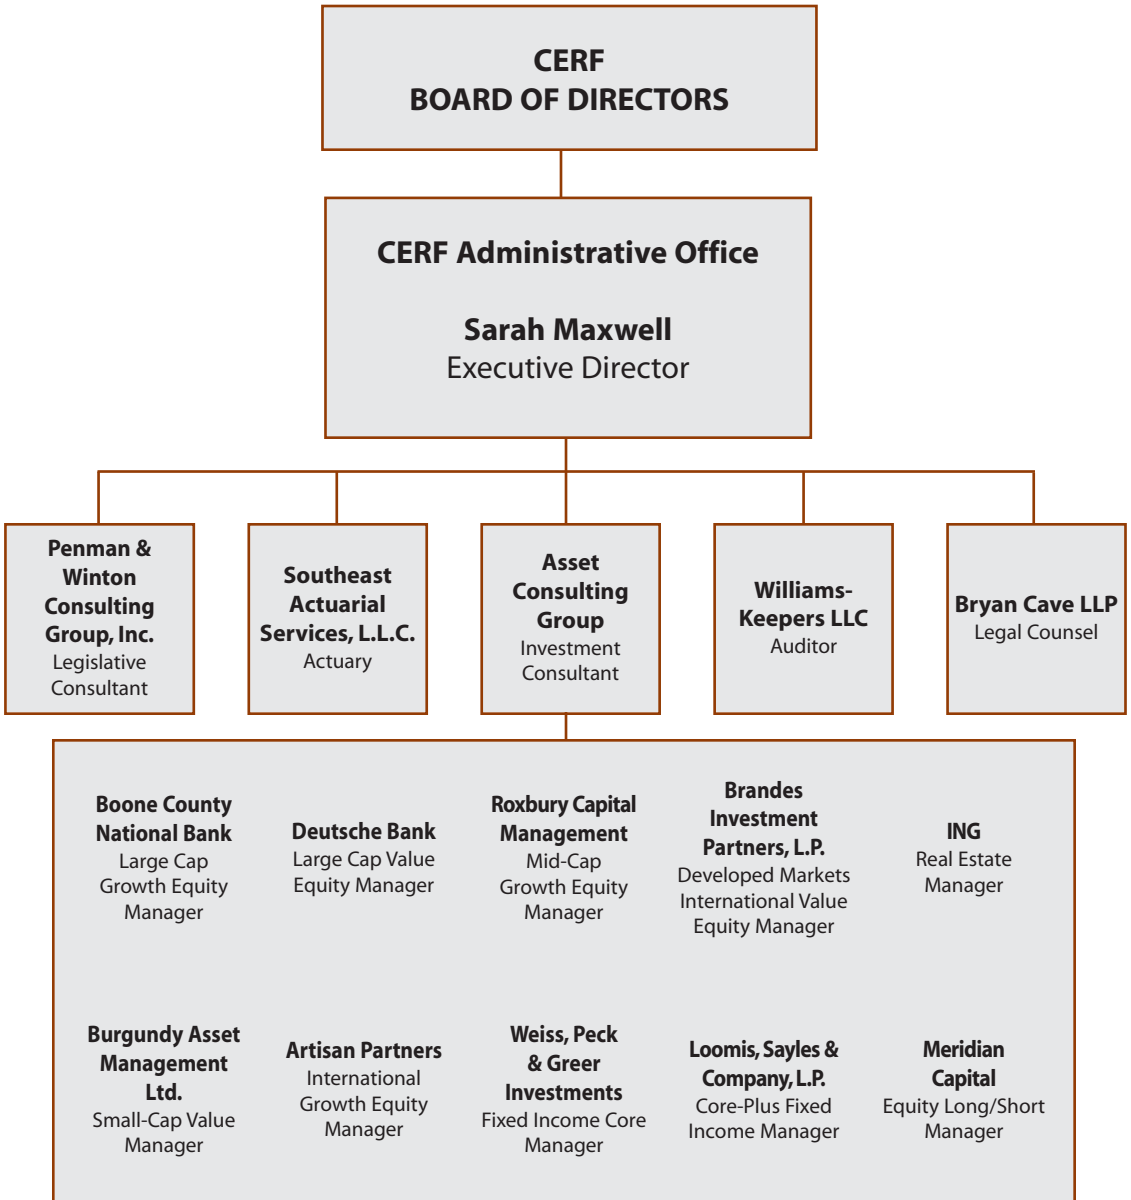 CERF
BOARD OF DIRECTORS
CERF Administrative Office
Sarah Maxwell
Executive Director
Penman &
Winton
Consulting
Group, Inc.
Legislative
Consultant
Southeast
Actuarial
Services, L.L.C.
Actuary
Asset
Consulting
Group
Investment
Consultant
Williams-
Keepers LLC
Auditor
Bryan Cave LLP
Legal Counsel
Boone County
National Bank
Large Cap
Growth Equity
Manager
Deutsche Bank
Large Cap Value
Equity Manager
Roxbury Capital
Management
Mid-Cap
Growth Equity
Manager
Brandes
Investment
Partners, L.P.
Developed Markets
International Value
Equity Manager
ING
Real Estate
Manager
Burgundy Asset
Management
Ltd.
Small-Cap Value
Manager
Artisan Partners
International
Growth Equity
Manager
Weiss, Peck
& Greer
Investments
Fixed Income Core
Manager
Loomis, Sayles &
Company, L.P.
Core-Plus Fixed
Income Manager
Meridian
Capital
Equity Long/Short
Manager